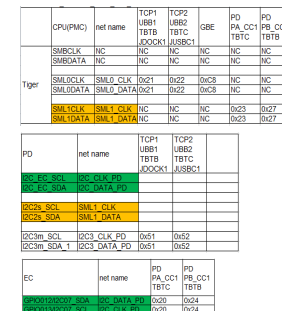 CPU(PMC) net name TCP1 UBB1 TBTB JDOCK1 TCP2 UBB2 TBTC JUSBC1 GBE PD PA_CC1 TBTC PD PB_CC TBTB
SMBCLK NC NC NC NC NC NC
SMBDATA NC NC NC NC NC NC
Tiger
SML0CLK SML0_CLK 0x21 0x22 0xC8 NC NC
SML0DATA SML0_DATA 0x21 0x22 0xC8 NC NC
SML1CLK SML1_CLK NC NC NC 0x23 0x27
SML1DATA SML1_DATA NC NC NC 0x23 0x27
PD net name TCP1 UBB1 TBTB JDOCK1 TCP2 UBB2 TBTC JUSBC1
I2C_EC_SCL I2C_CLK_PD
I2C_EC_SDA I2C_DATA_PD
I2C2s_SCL SML1_CLK
I2C2s_SDA SML1_DATA
I2C3m_SCL I2C3_CLK_PD 0x51 0x52
I2C3m_SDA_1 I2C3_DATA_PD 0x51 0x52
EC net name PD PA_CC1 TBTC PD PB_CC1 TBTB
GPIO012/I2C07_SDA I2C_DATA_PD 0x20 0x24
GPIO013/I2C07_SCL I2C_CLK_PD 0x20 0x24